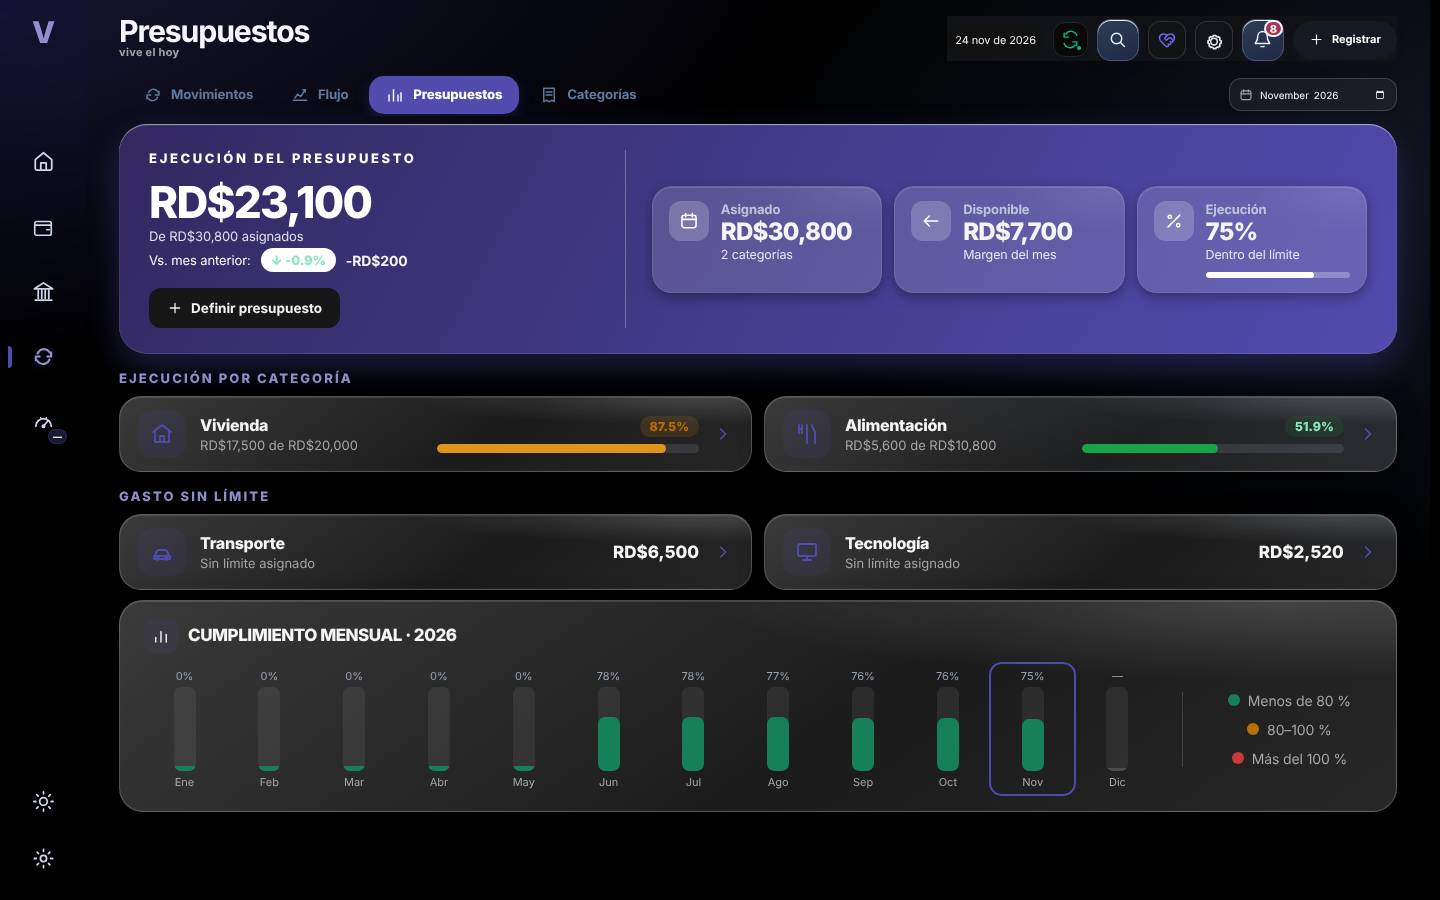 V
Presupuestos
vive el hoy
24 nov de 2026
8
Registrar
Movimientos
Flujo
Presupuestos
Categorías
November 2026
EJECUCIÓN DEL PRESUPUESTO
RD$23,100
De RD$30,800 asignados
Vs. mes anterior: ↓ -0.9% -RD$200
+ Definir presupuesto
Asignado
RD$30,800
2 categorías
Disponible
RD$7,700
Margen del mes
Ejecución
75%
Dentro del límite
EJECUCIÓN POR CATEGORÍA
Vivienda
RD$17,500 de RD$20,000
87.5%
Alimentación
RD$5,600 de RD$10,800
51.9%
GASTO SIN LÍMITE
Transporte
Sin límite asignado
RD$6,500
Tecnología
Sin límite asignado
RD$2,520
CUMPLIMIENTO MENSUAL · 2026
0% 0% 0% 0% 0% 78% 78% 77% 76% 76% 75% —
Ene Feb Mar Abr May Jun Jul Ago Sep Oct Nov Dic
Menos de 80 %
80–100 %
Más del 100 %